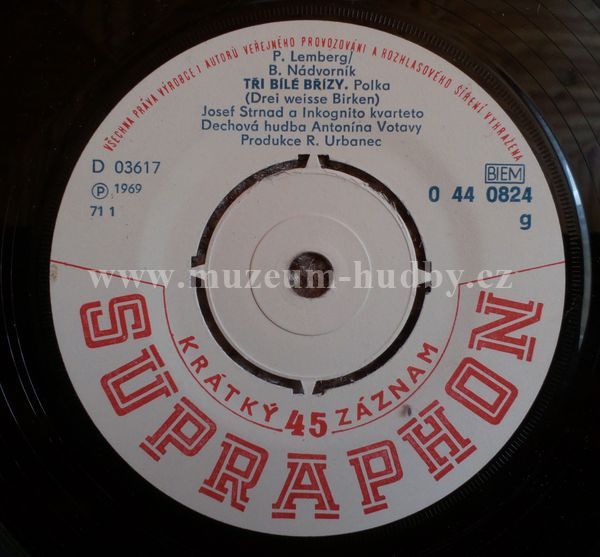 VŠECHNA PRÁVA VÝROBCE I AUTORŮ VEŘEJNÉHO PROVOZOVÁNÍ A ROZHLASOVÉHO ŠÍŘENÍ VYHRAŽENA
P. Lemberg/
B. Nádvorník
TŘI BÍLÉ BŘÍZY. Polka
(Drei weisse Birken)
Josef Strnad a Inkognito kvarteto
Dechová hudba Antonína Votavy
Produkce R. Urbanec
D 03617
Ⓟ 1969
71 1
BIEM
0 44 0824
g
www.muzeum-hudby.cz
KRÁTKÝ 45 ZÁZNAM
SUPRAPHON